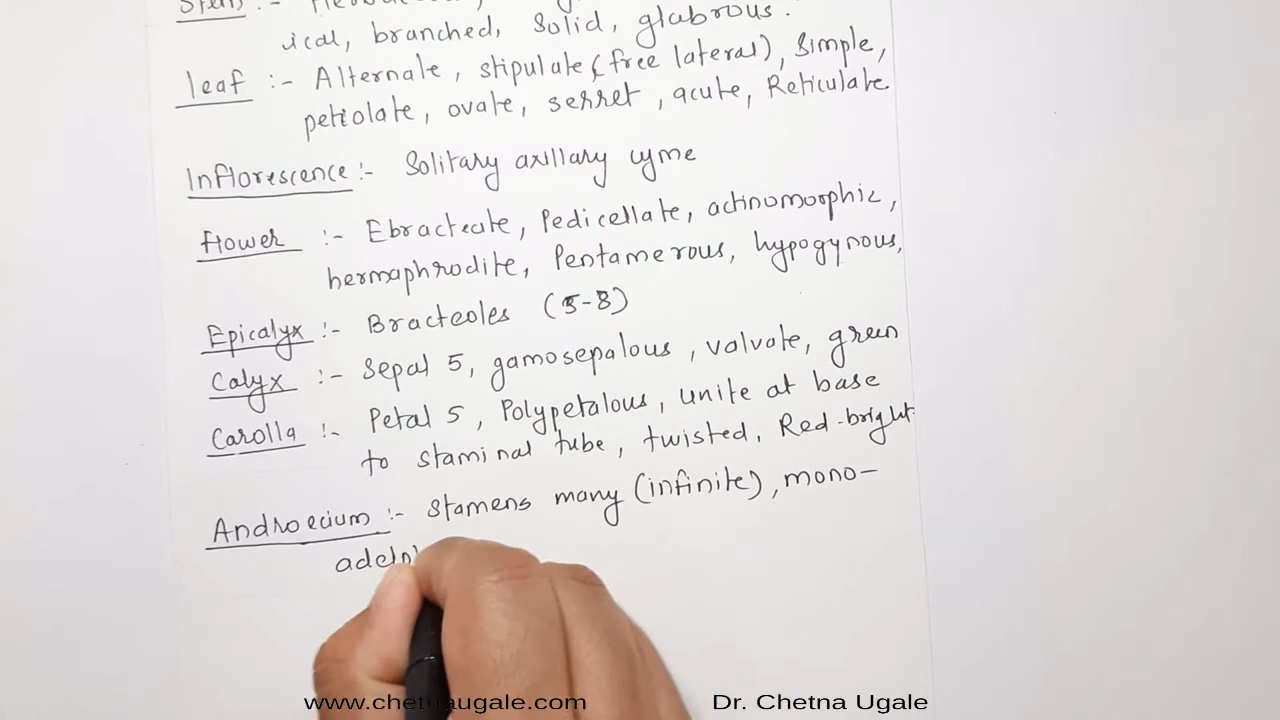 Stem :-
ical, branched, Solid, glabrous.
leaf :- Alternate, stipulate (free lateral), Simple,
petiolate, ovate, serret, acute, Reticulate
Inflorescence :- Solitary axillary cyme
flower :- Ebracteate, Pedicellate, actinomorphic,
hermaphrodite, Pentamerous, hypogynous,
Epicalyx :- Bracteoles (5-8)
Calyx :- Sepal 5, gamosepalous, valvate, green
Carolla :- Petal 5, Polypetalous, unite at base
to staminal tube, twisted, Red-bright.
Androecium :- Stamens many (infinite), mono-
adelp
www.chetnaugale.com Dr. Chetna Ugale